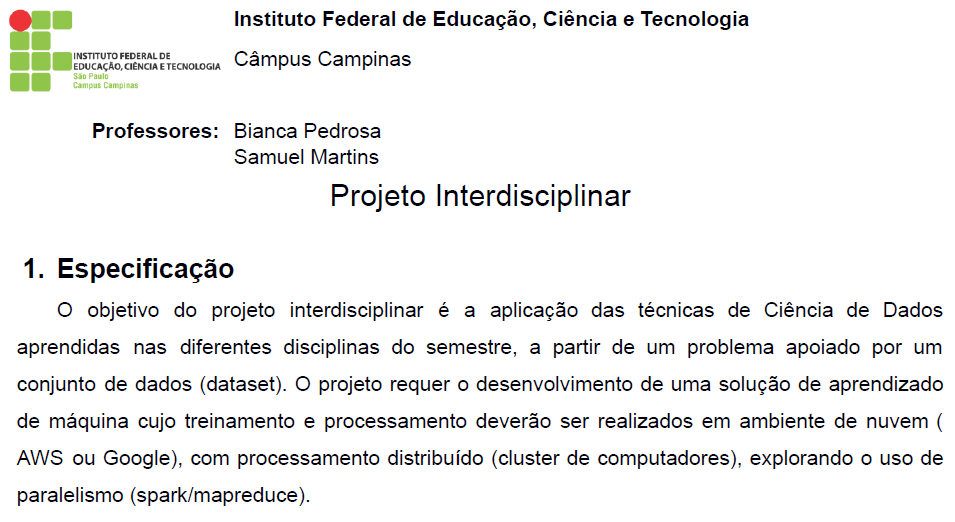 Instituto Federal de Educação, Ciência e Tecnologia
INSTITUTO FEDERAL DE
EDUCAÇÃO, CIÊNCIA E TECNOLOGIA
São Paulo
Campus Campinas
Câmpus Campinas
Professores: Bianca Pedrosa
Samuel Martins
Projeto Interdisciplinar
1. Especificação
O objetivo do projeto interdisciplinar é a aplicação das técnicas de Ciência de Dados
aprendidas nas diferentes disciplinas do semestre, a partir de um problema apoiado por um
conjunto de dados (dataset). O projeto requer o desenvolvimento de uma solução de aprendizado
de máquina cujo treinamento e processamento deverão ser realizados em ambiente de nuvem (
AWS ou Google), com processamento distribuído (cluster de computadores), explorando o uso de
paralelismo (spark/mapreduce).